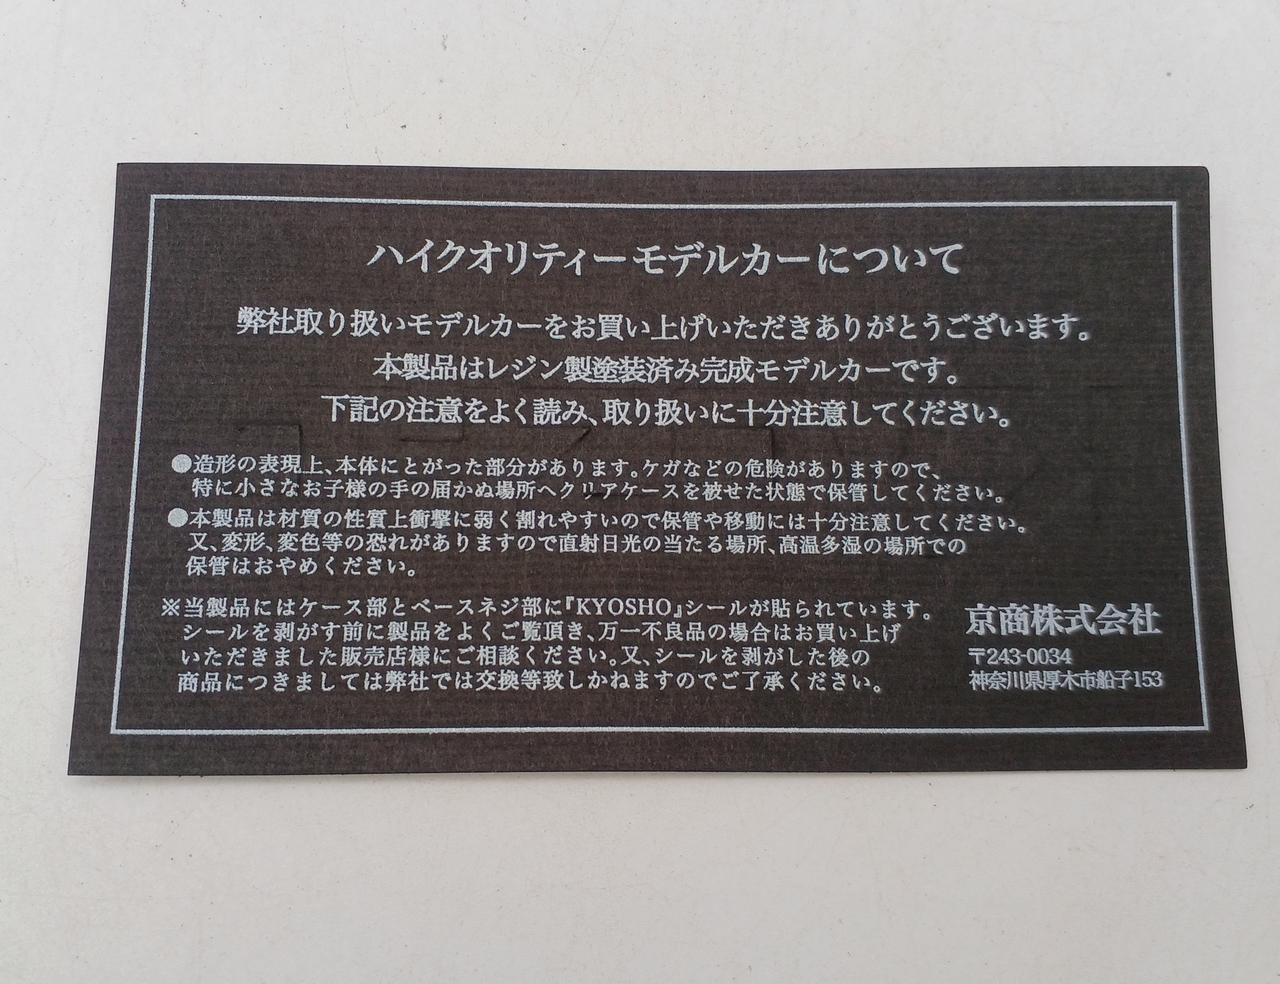 ハイクオリティーモデルカーについて
弊社取り扱いモデルカーをお買い上げいただきありがとうございます。
本製品はレジン製塗装済み完成モデルカーです。
下記の注意をよく読み、取り扱いに十分注意してください。
●造形の表現上、本体にとがった部分があります。ケガなどの危険がありますので、
特に小さなお子様の手の届かぬ場所へクリアケースを被せた状態で保管してください。
●本製品は材質の性質上衝撃に弱く割れやすいので保管や移動には十分注意してください。
又、変形、変色等の恐れがありますので直射日光の当たる場所、高温多湿の場所での
保管はおやめください。
※当製品にはケース部とベースネジ部に『KYOSHO』シールが貼られています。
シールを剥がす前に製品をよくご覧頂き、万一不良品の場合はお買い上げ
いただきました販売店様にご相談ください。又、シールを剥がした後の
商品につきましては弊社では交換等致しかねますのでご了承ください。
京商株式会社
〒243-0034
神奈川県厚木市船子153